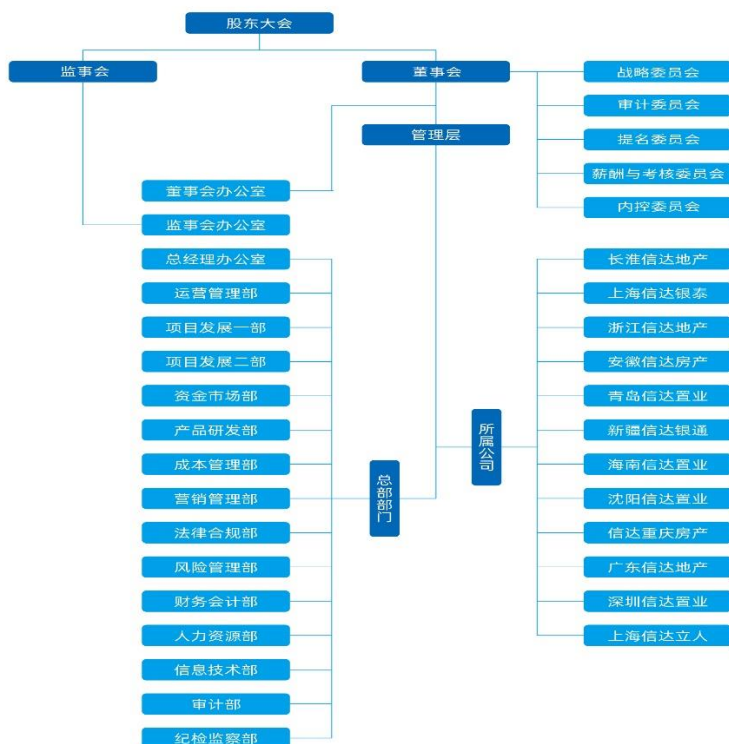 股东大会
监事会
董事会
战略委员会
审计委员会
提名委员会
薪酬与考核委员会
内控委员会
管理层
董事会办公室
监事会办公室
总经理办公室
运营管理部
项目发展一部
项目发展二部
资金市场部
产品研发部
成本管理部
营销管理部
法律合规部
风险管理部
财务会计部
人力资源部
信息技术部
审计部
纪检监察部
总部部门
所属公司
长淮信达地产
上海信达银泰
浙江信达地产
安徽信达房产
青岛信达置业
新疆信达银通
海南信达置业
沈阳信达置业
信达重庆房产
广东信达地产
深圳信达置业
上海信达立人